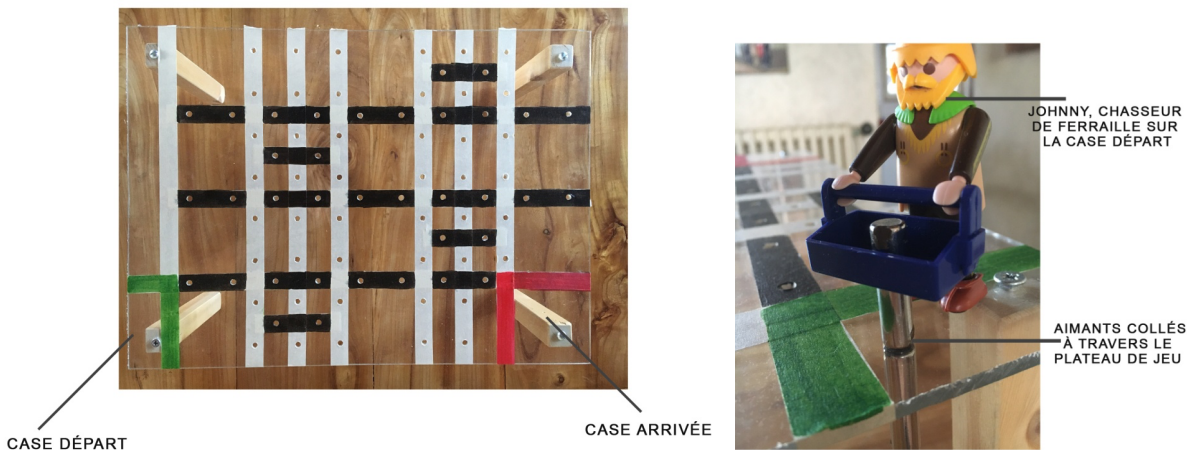 JOHNNY, CHASSEUR
DE FERRAILLE SUR
LA CASE DÉPART
AIMANTS COLLÉS
À TRAVERS LE
PLATEAU DE JEU
CASE DÉPART
CASE ARRIVÉE